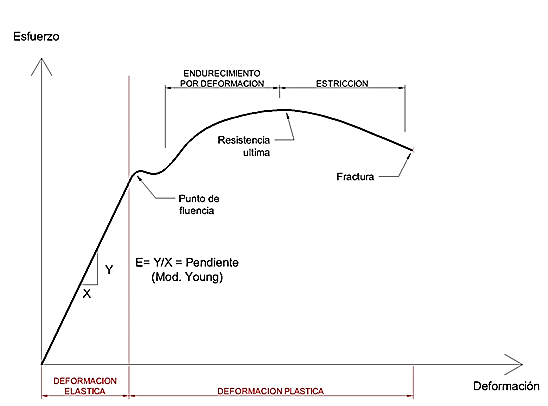 Esfuerzo
ENDURECIMIENTO
POR DEFORMACION
ESTRICCION
Resistencia
ultima
Fractura
Punto de
fluencia
Y
X
E= Y/X = Pendiente
(Mod. Young)
DEFORMACION
ELASTICA
DEFORMACION PLASTICA
Deformación